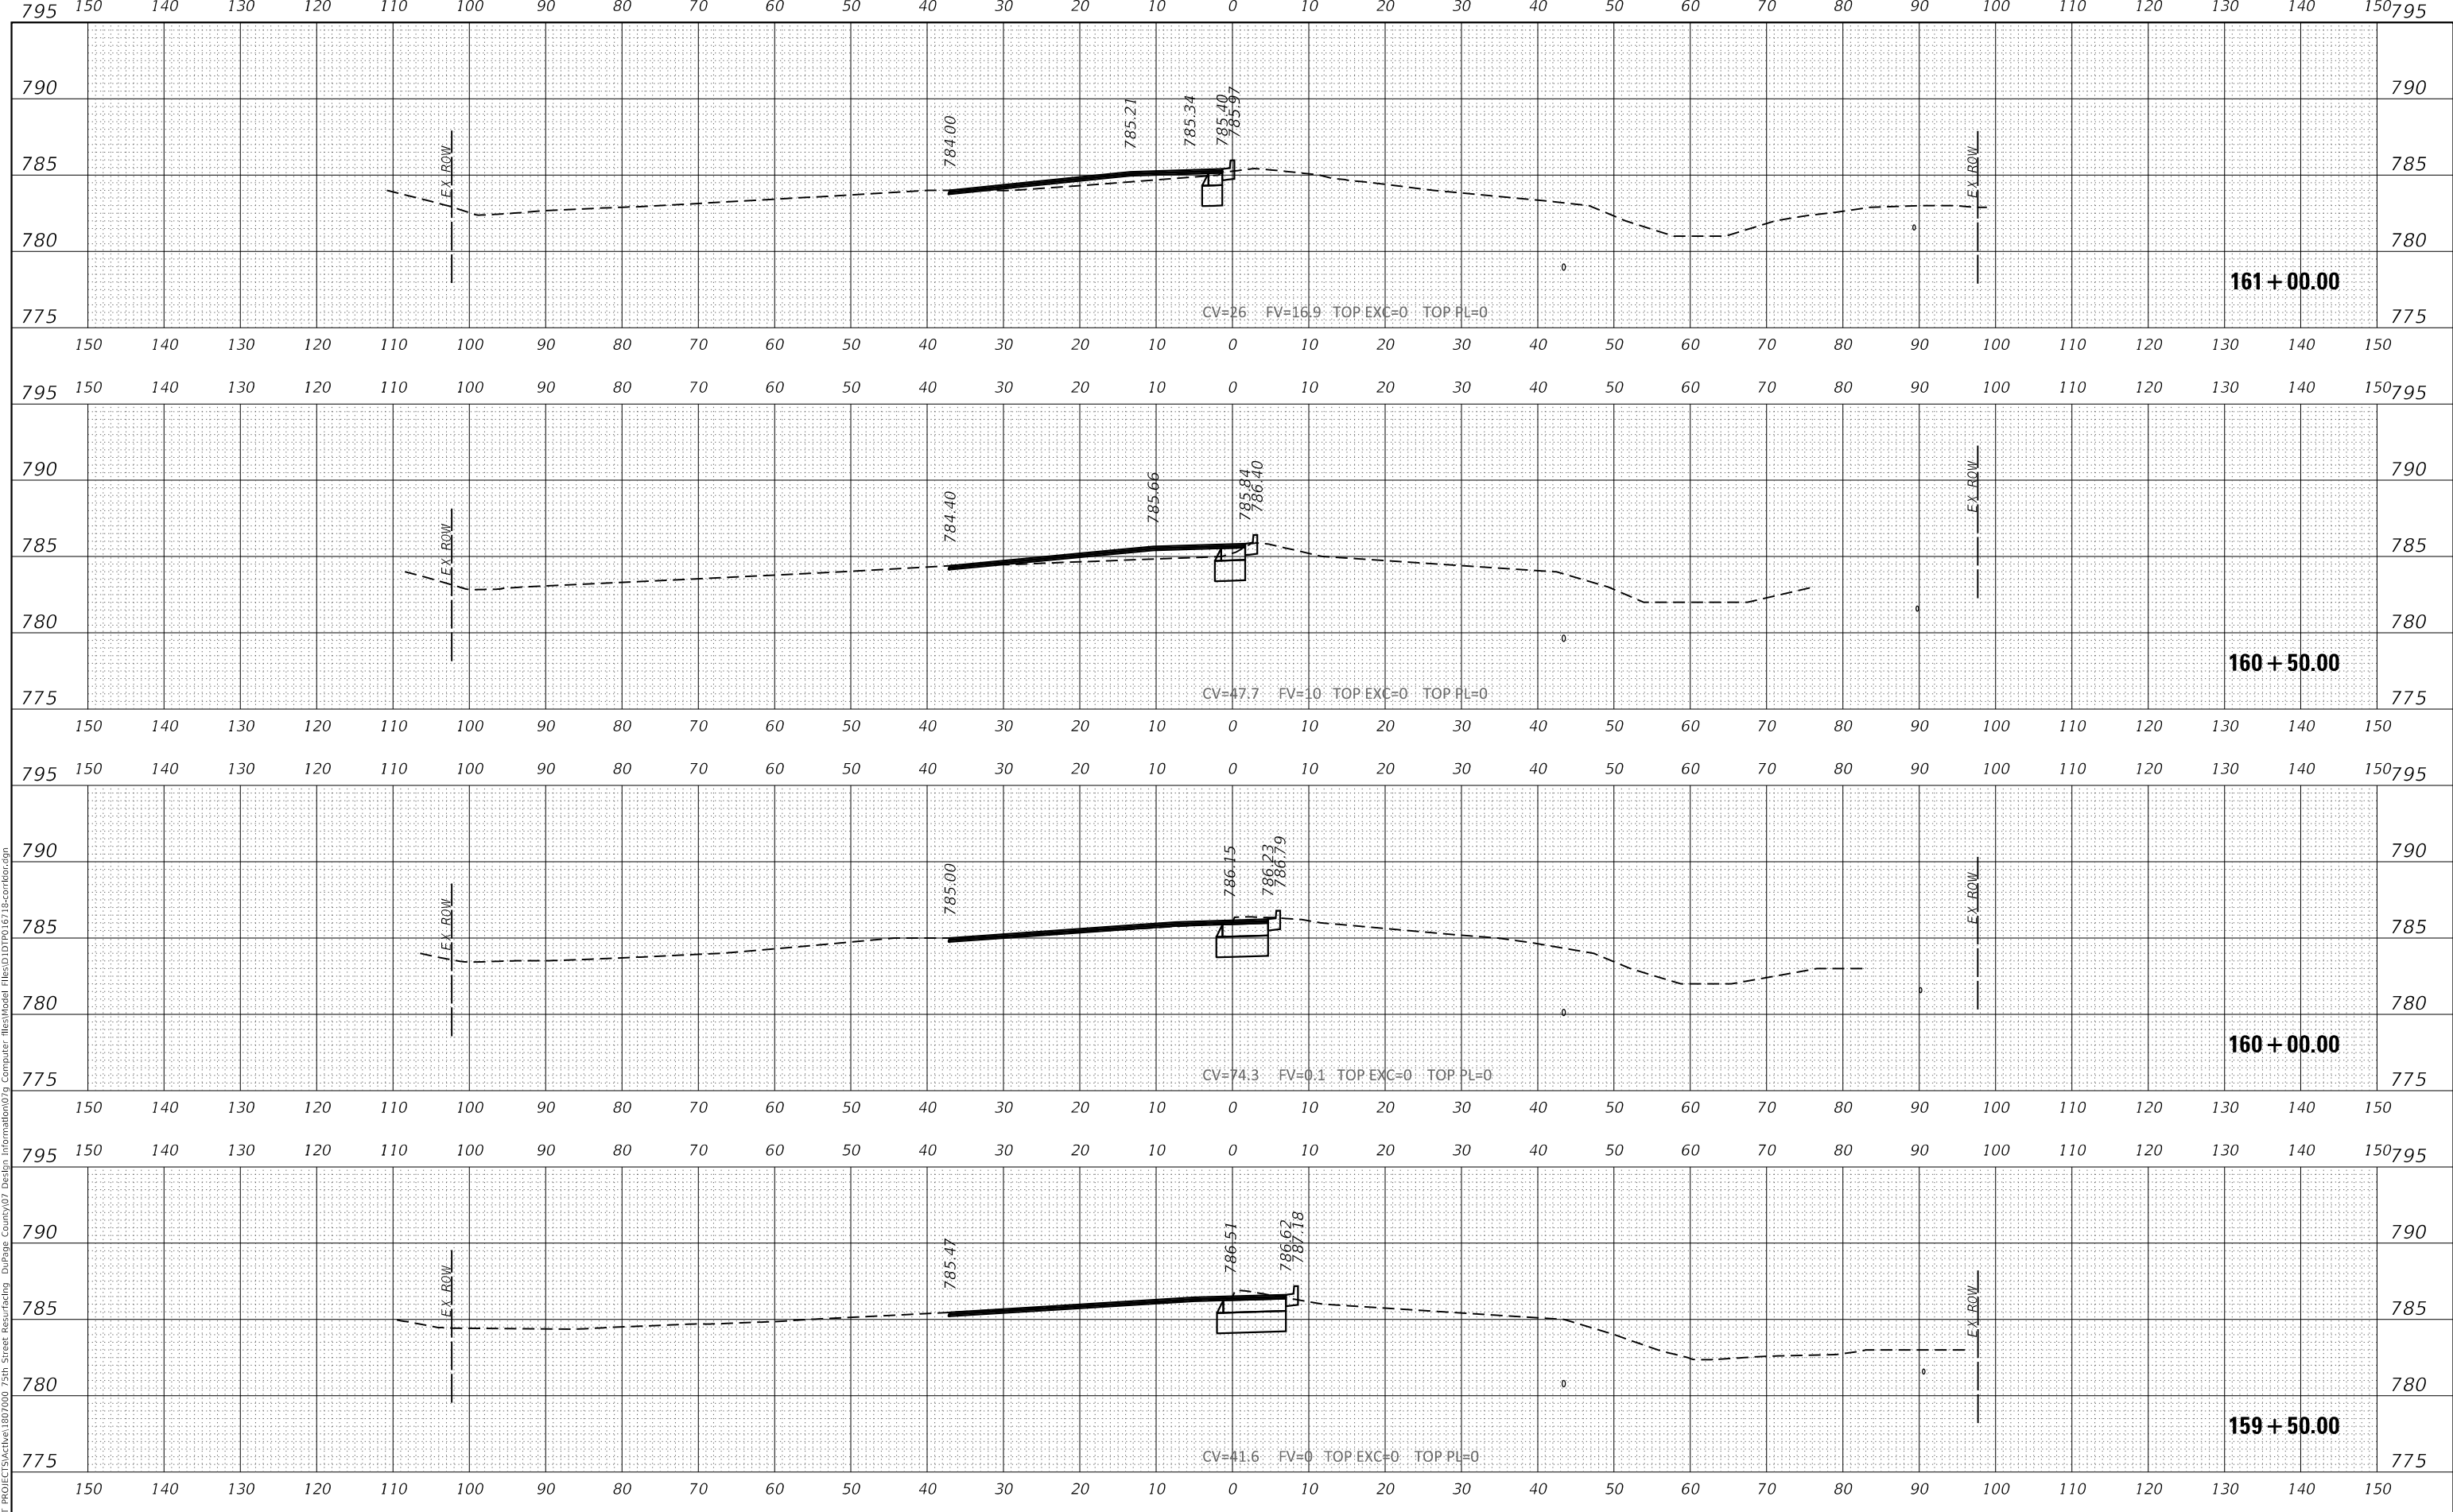 150 140 130 120 110 100 90 80 70 60 50 40 30 20 10 0 10 20 30 40 50 60 70 80 90 100 110 120 130 140 150
795 795
790 790
785.21 785.34 785.40 785.97
784.00
785 785
EX ROW EX ROW
780 780
161+00.00
775 CV=26 FV=16.9 TOP EXC=0 TOP PL=0 775
150 140 130 120 110 100 90 80 70 60 50 40 30 20 10 0 10 20 30 40 50 60 70 80 90 100 110 120 130 140 150
150 140 130 120 110 100 90 80 70 60 50 40 30 20 10 0 10 20 30 40 50 60 70 80 90 100 110 120 130 140 150
795 795
790 790
784.40 785.66 785.84 786.40
785 785
EX ROW EX ROW
780 780
160+50.00
775 CV=47.7 FV=10 TOP EXC=0 TOP PL=0 775
150 140 130 120 110 100 90 80 70 60 50 40 30 20 10 0 10 20 30 40 50 60 70 80 90 100 110 120 130 140 150
150 140 130 120 110 100 90 80 70 60 50 40 30 20 10 0 10 20 30 40 50 60 70 80 90 100 110 120 130 140 150
795 795
790 790
785.00 786.15 786.23 786.79
785 785
EX ROW EX ROW
780 780
160+00.00
775 CV=74.3 FV=0.1 TOP EXC=0 TOP PL=0 775
150 140 130 120 110 100 90 80 70 60 50 40 30 20 10 0 10 20 30 40 50 60 70 80 90 100 110 120 130 140 150
150 140 130 120 110 100 90 80 70 60 50 40 30 20 10 0 10 20 30 40 50 60 70 80 90 100 110 120 130 140 150
795 795
790 790
785.47 786.51 786.62 787.18
785 785
EX ROW EX ROW
780 780
159+50.00
775 CV=41.6 FV=0 TOP EXC=0 TOP PL=0 775
150 140 130 120 110 100 90 80 70 60 50 40 30 20 10 0 10 20 30 40 50 60 70 80 90 100 110 120 130 140 150
T PROJECTS\Active\1807000 75th Street Resurfacing DuPage County\07 Design Information\07g Computer files\Model Files\D1DTP016718-corridor.dgn